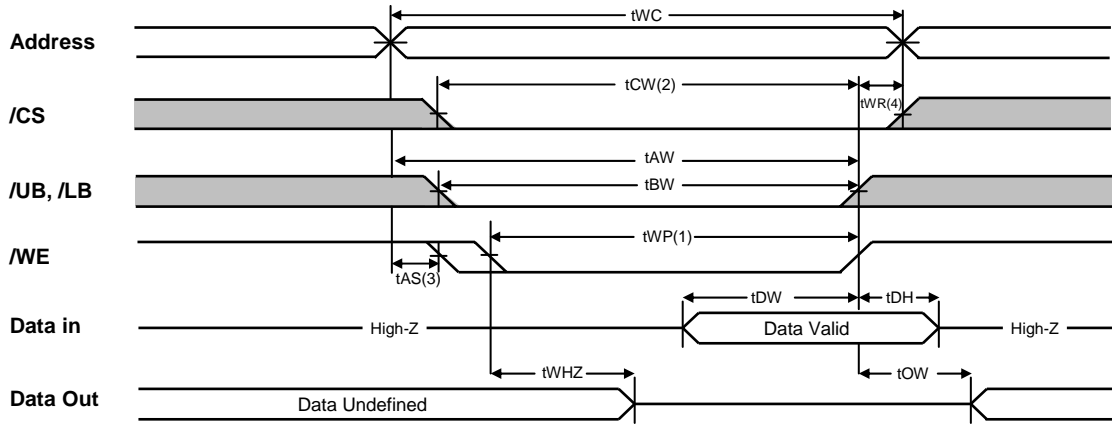 tWC
Address
tCW(2)
tWR(4)
/CS
tAW
/UB, /LB
tBW
tWP(1)
/WE
tAS(3)
tDW
tDH
Data in
High-Z
Data Valid
High-Z
tWHZ
tOW
Data Out
Data Undefined